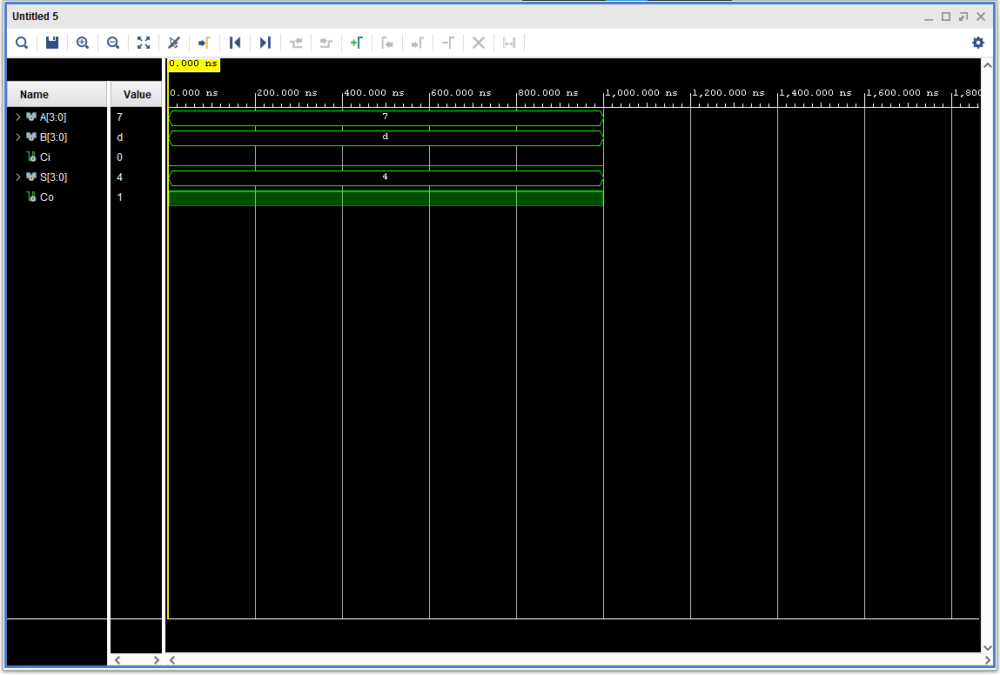 Untitled 5
0.000 ns
Name Value
0.000 ns 200.000 ns 400.000 ns 600.000 ns 800.000 ns 1,000.000 ns 1,200.000 ns 1,400.000 ns 1,600.000 ns 1,800
A[3:0] 7 7
B[3:0] d d
Ci 0
S[3:0] 4 4
Co 1